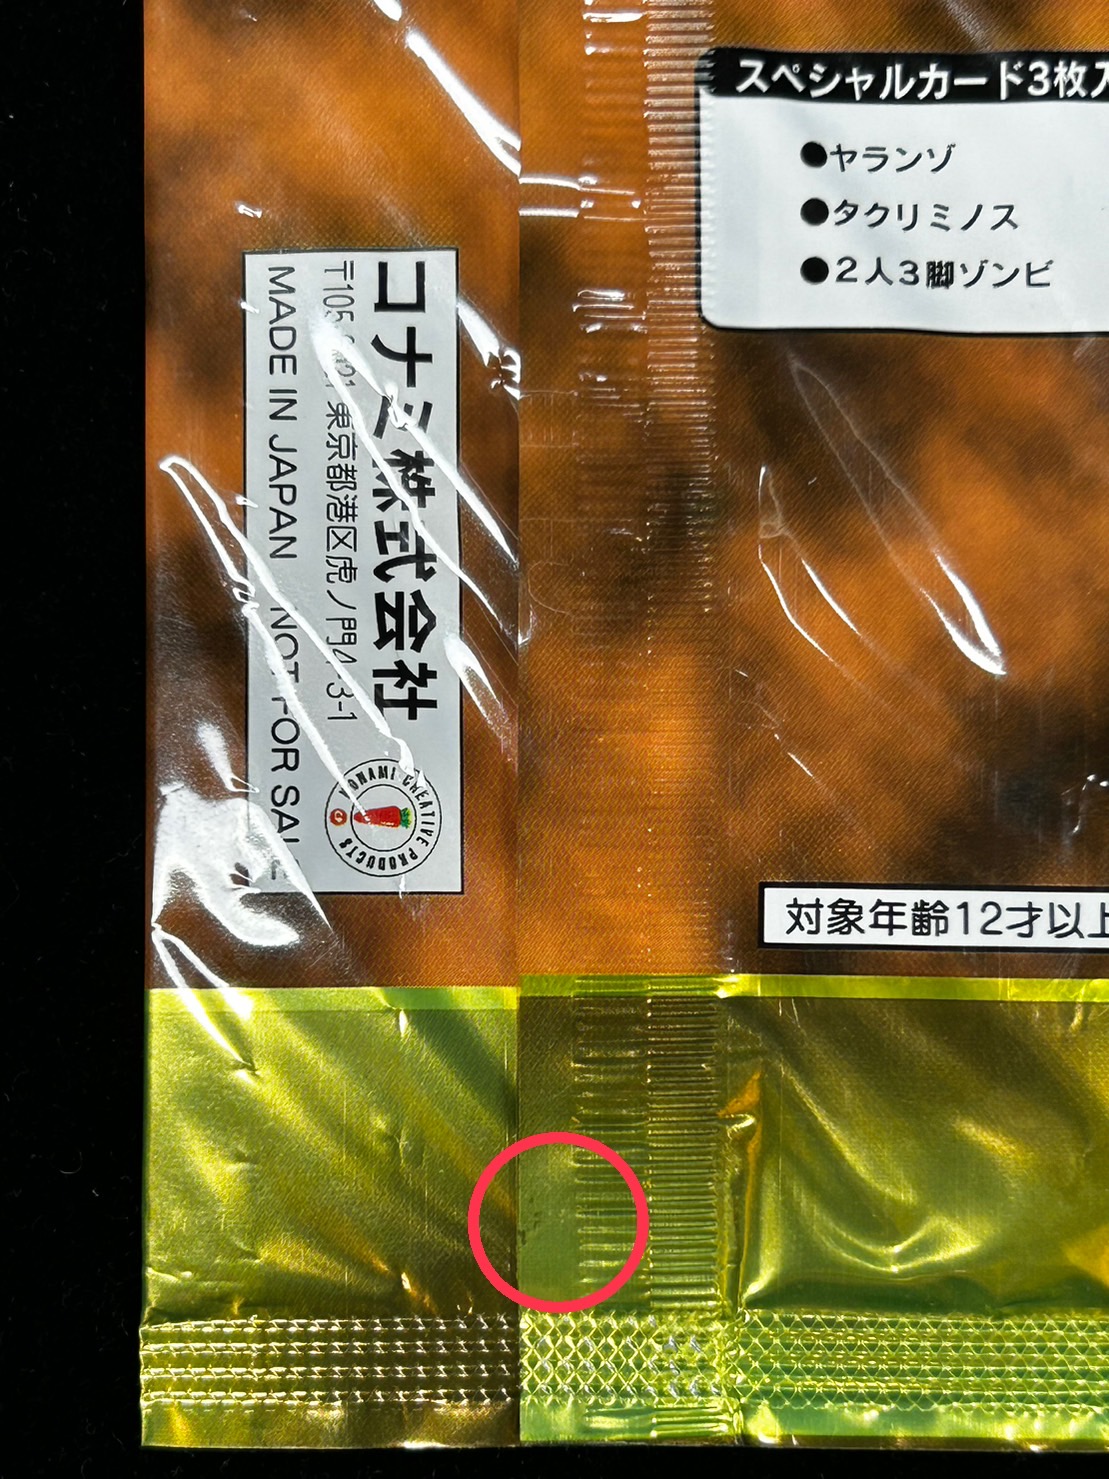 スペシャルカード3枚入
●ヤランゾ
●タクリミノス
●2人3脚ゾンビ
コナミ株式会社
東京都港区虎ノ門4-3-1
MADE IN JAPAN NOT FOR SALE
KONAMI CREATIVE PRODUCTS
対象年齢12才以上